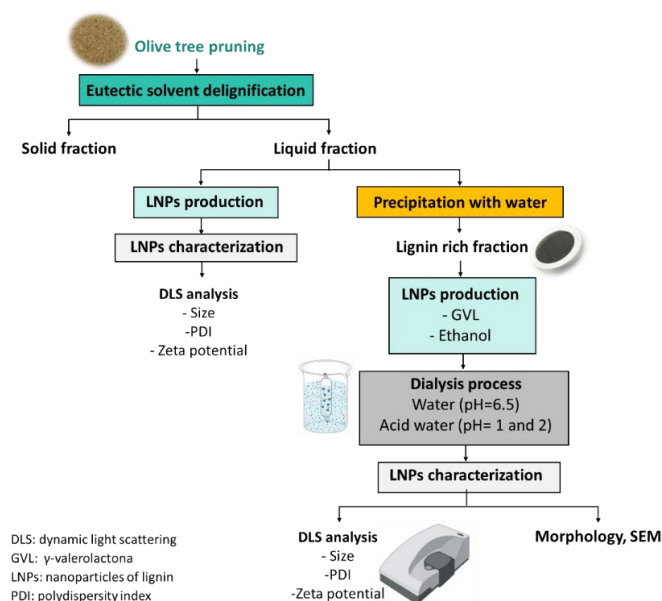 Olive tree pruning
Eutectic solvent delignification
Solid fraction
Liquid fraction
LNPs production
Precipitation with water
LNPs characterization
Lignin rich fraction
DLS analysis
- Size
-PDI
- Zeta potential
LNPs production
- GVL
- Ethanol
Dialysis process
Water (pH=6.5)
Acid water (pH= 1 and 2)
LNPs characterization
DLS analysis
- Size
-PDI
-Zeta potential
Morphology, SEM
DLS: dynamic light scattering
GVL: γ-valerolactona
LNPs: nanoparticles of lignin
PDI: polydispersity index